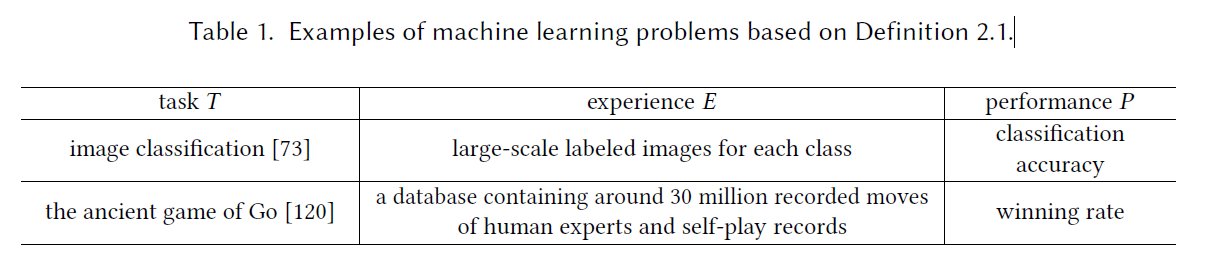 Table 1. Examples of machine learning problems based on Definition 2.1.
task T experience E performance P
image classification [73] large-scale labeled images for each class classification
accuracy
the ancient game of Go [120] a database containing around 30 million recorded moves
of human experts and self-play records winning rate